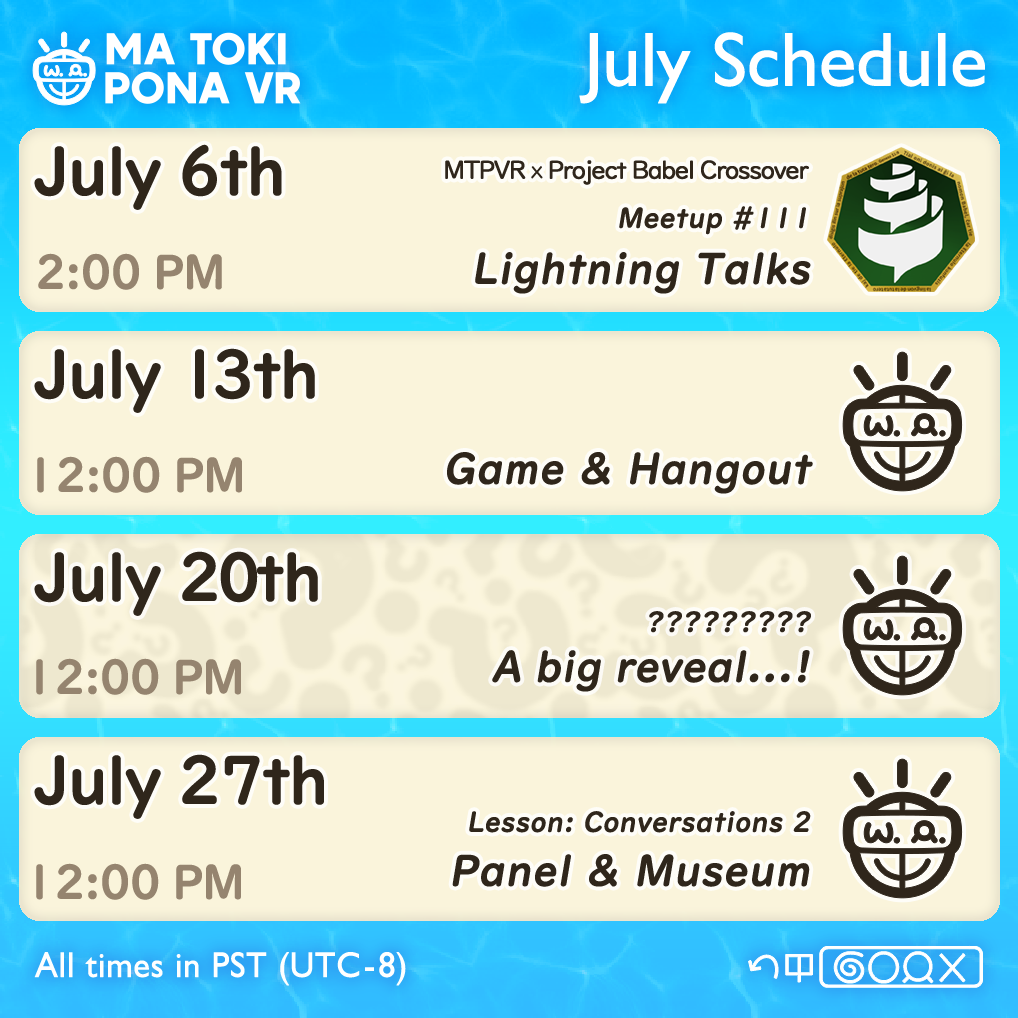 MA TOKI
PONA VR
July Schedule
July 6th
2:00 PM
MTPVR x Project Babel Crossover
Meetup #111
Lightning Talks
July 13th
12:00 PM
Game & Hangout
w. a.
July 20th
12:00 PM
?????????
A big reveal...!
w. a.
July 27th
12:00 PM
Lesson: Conversations 2
Panel & Museum
w. a.
All times in PST (UTC-8)